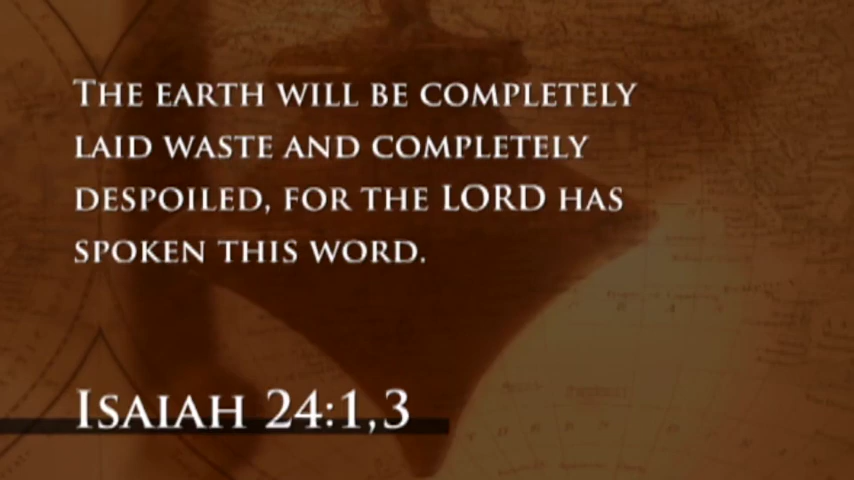 The earth will be completely
laid waste and completely
despoiled, for the LORD has
spoken this word.
Isaiah 24:1,3